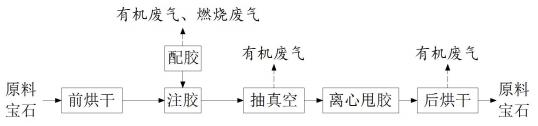 有机废气、燃烧废气
配胶
有机废气
有机废气
原料
宝石
前烘干
注胶
抽真空
离心甩胶
后烘干
原料
宝石